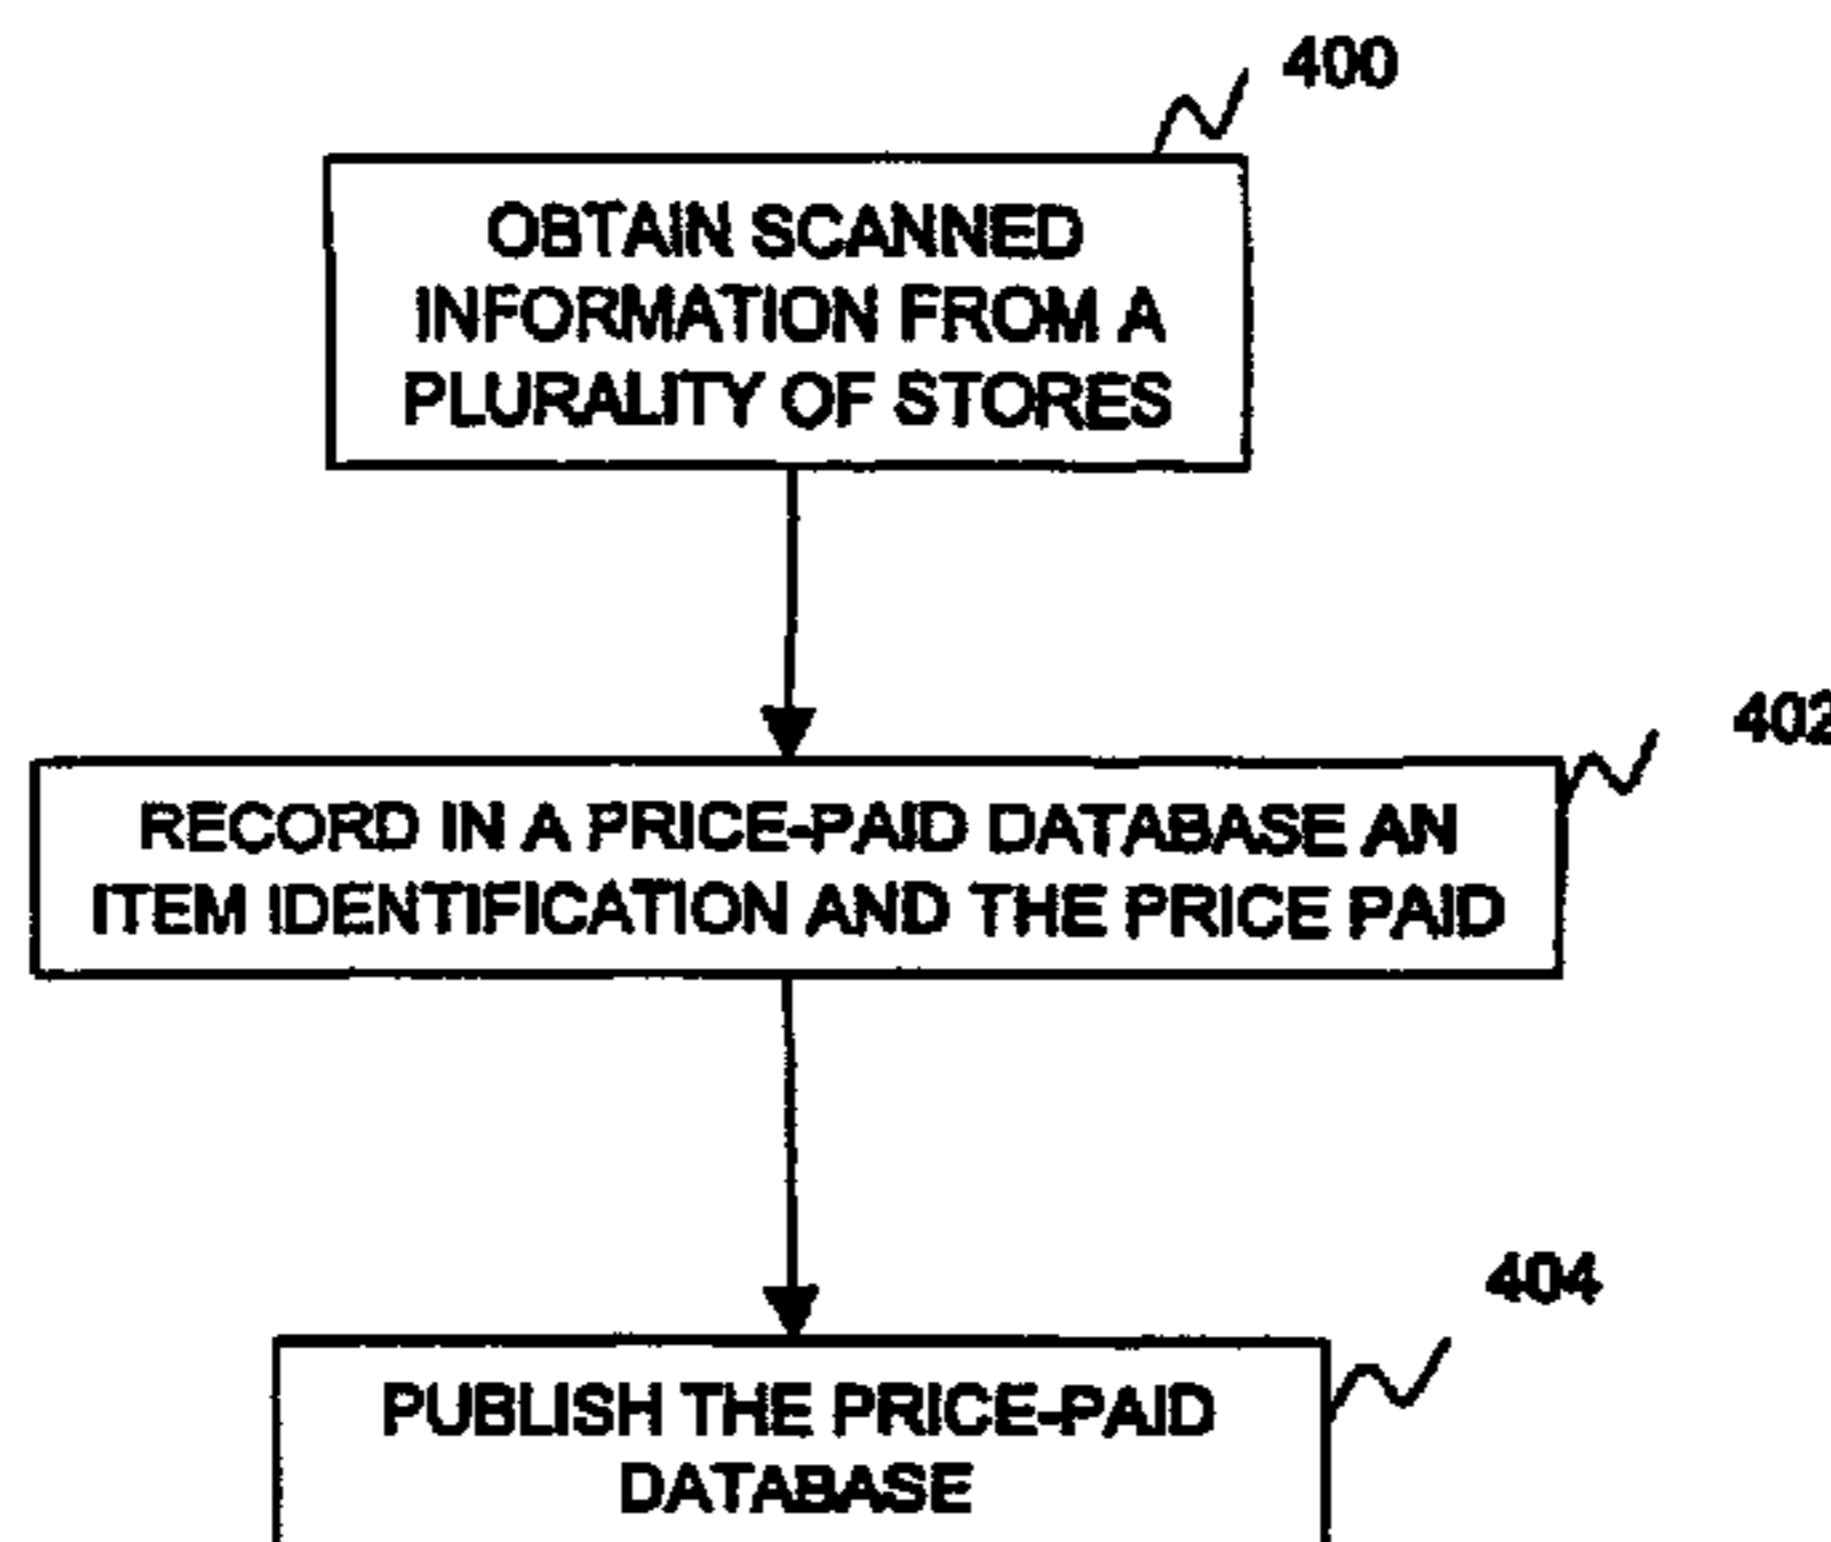 400
OBTAIN SCANNED
INFORMATION FROM A
PLURALITY OF STORES
402
RECORD IN A PRICE-PAID DATABASE AN
ITEM IDENTIFICATION AND THE PRICE PAID
404
PUBLISH THE PRICE-PAID
DATABASE